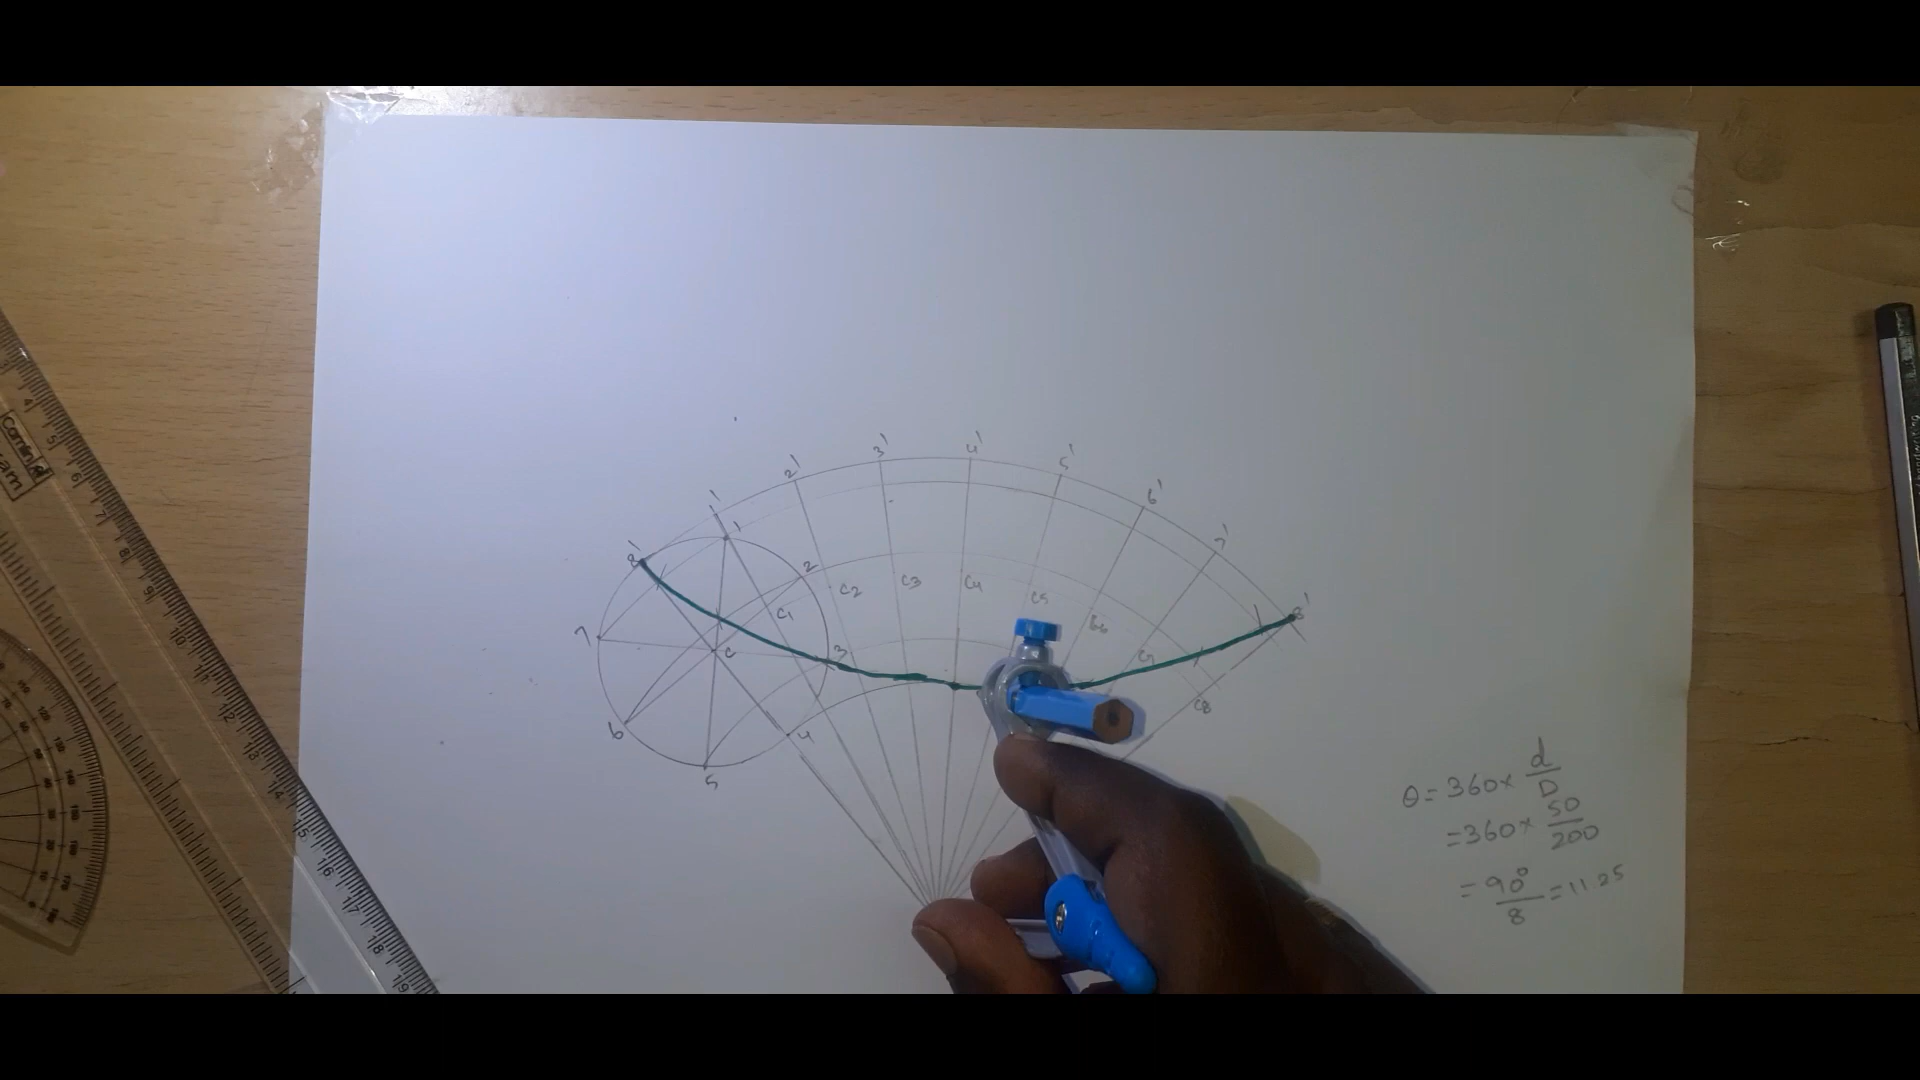 1' 2' 3' 4' 5' 6' 7'
8' 1 2 C1 C2 C3 C4 C5 C7 8'
7 C 3 C8
6 5 4
θ = 360 × d/D
= 360 × 50/200
= 90°/8 = 11.25
Camlin